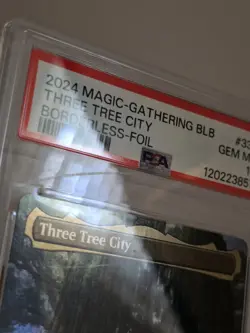 2024 MAGIC-GATHERING BLB
THREE TREE CITY
BORDERLESS-FOIL
GEM
12022385
PSA
Three Tree City